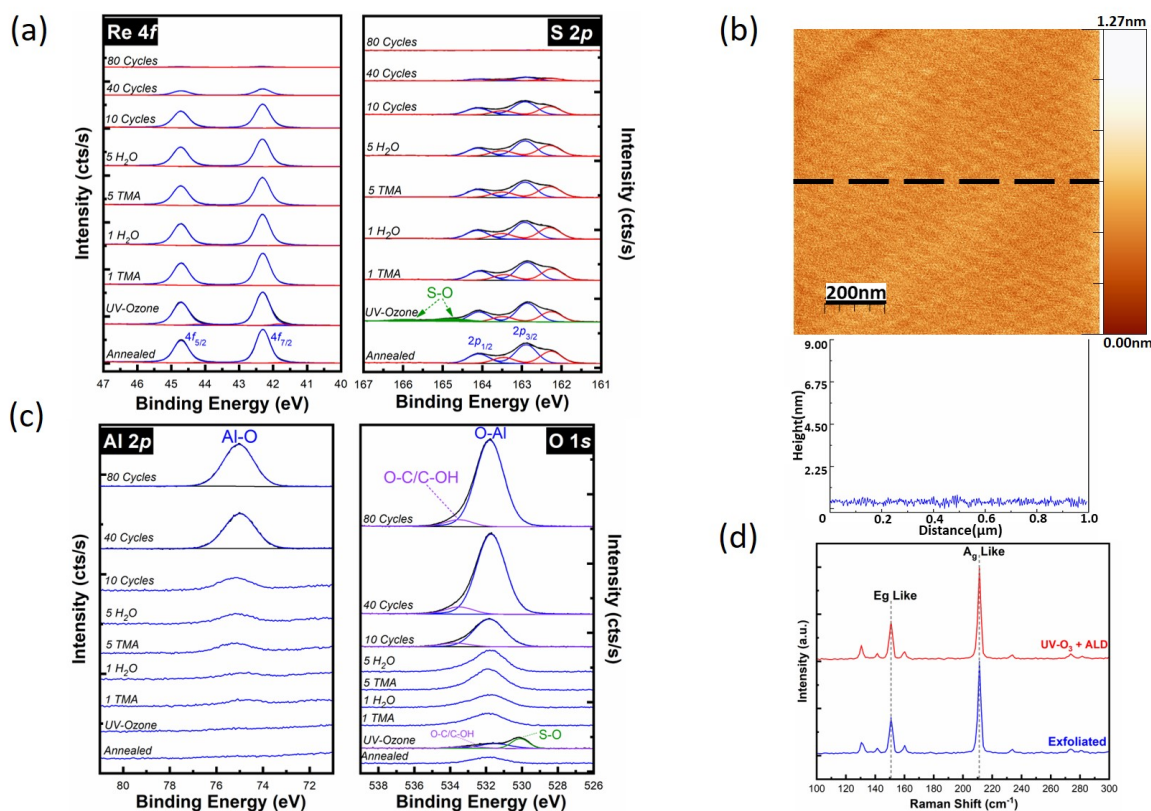 (a)
Re 4f
80 Cycles
40 Cycles
10 Cycles
5 H₂O
5 TMA
1 H₂O
1 TMA
UV-Ozone
4f₅/₂
4f₇/₂
Annealed
Intensity (cts/s)
47 46 45 44 43 42 41 40
Binding Energy (eV)
S 2p
80 Cycles
40 Cycles
10 Cycles
5 H₂O
5 TMA
1 H₂O
1 TMA
S-O
UV-Ozone
2p₁/₂
2p₃/₂
Annealed
Intensity (cts/s)
167 166 165 164 163 162 161
Binding Energy (eV)
(b)
1.27nm
200nm
0.00nm
9.00
6.75
4.50
2.25
Height(nm)
0 0.2 0.4 0.6 0.8 1.0
Distance(µm)
(c)
Al 2p
Al-O
80 Cycles
40 Cycles
10 Cycles
5 H₂O
5 TMA
1 H₂O
1 TMA
UV-Ozone
Annealed
Intensity (cts/s)
80 75
Binding Energy (eV)
O 1s
O-Al
O-C/C-OH
80 Cycles
40 Cycles
10 Cycles
5 H₂O
5 TMA
1 H₂O
1 TMA
O-C/C-OH
S-O
UV-Ozone
Annealed
Intensity (cts/s)
538 536 534 532 530 528 526
Binding Energy (eV)
(d)
Ag Like
Eg Like
UV-O₃ + ALD
Exfoliated
Intensity (a.u.)
100 120 140 160 180 200 220 240 260 280 300
Raman Shift (cm⁻¹)